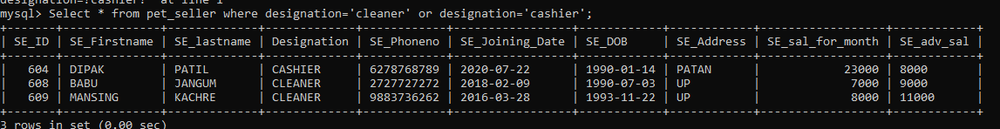 designation=!cashier!' at line 1
mysql> Select * from pet_seller where designation='cleaner' or designation='cashier';
+-------+--------------+-------------+-------------+------------+-----------------+------------+------------+------------------+------------+
| SE_ID | SE_Firstname | SE_lastname | Designation | SE_Phoneno | SE_Joining_Date | SE_DOB     | SE_Address | SE_sal_for_month | SE_adv_sal |
+-------+--------------+-------------+-------------+------------+-----------------+------------+------------+------------------+------------+
|   604 | DIPAK        | PATIL       | CASHIER     | 6278768789 | 2020-07-22      | 1990-01-14 | PATAN      |            23000 | 8000       |
|   608 | BABU         | JANGUM      | CLEANER     | 2727727272 | 2018-02-09      | 1990-07-03 | UP         |             7000 | 9000       |
|   609 | MANSING      | KACHRE      | CLEANER     | 9883736262 | 2016-03-28      | 1993-11-22 | UP         |             8000 | 11000      |
+-------+--------------+-------------+-------------+------------+-----------------+------------+------------+------------------+------------+
3 rows in set (0.00 sec)